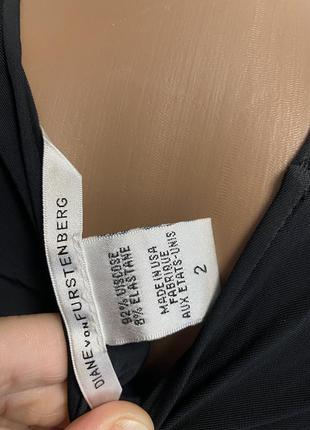 DIANE VON FURSTENBERG
92% VISCOSE
8% ELASTANE
MADE IN USA
FABRIQUE
AUX ETATS-UNIS
2